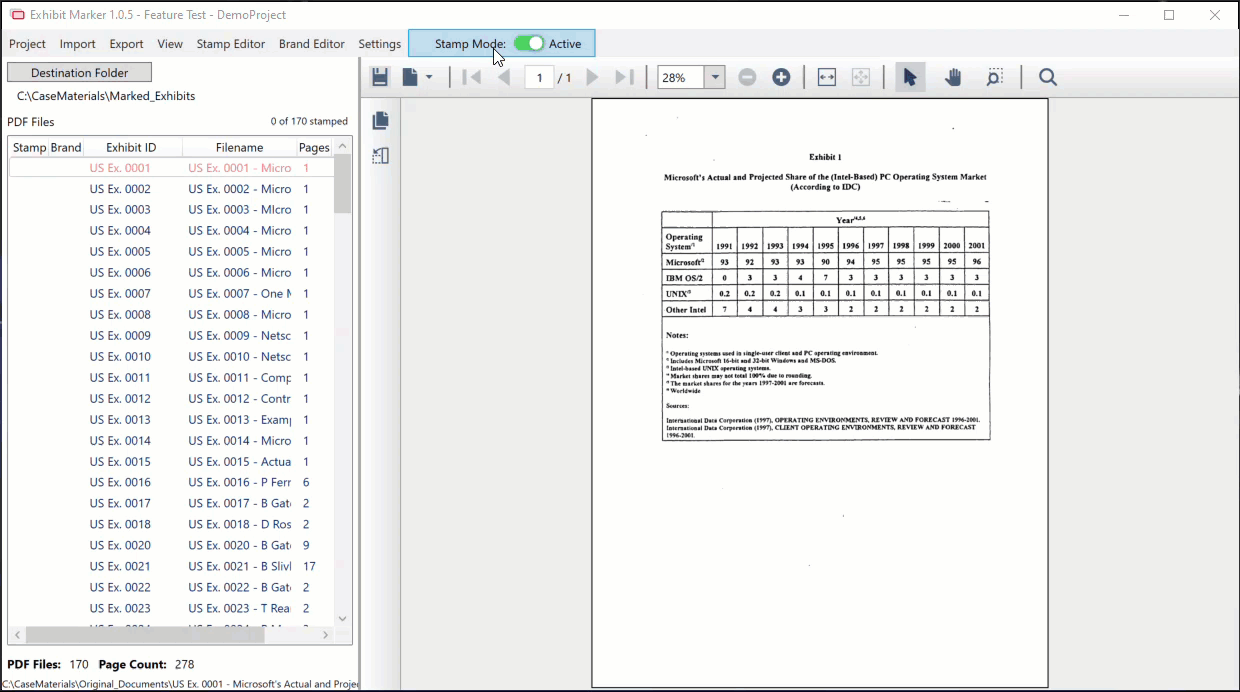 Exhibit Marker 1.0.5 - Feature Test - DemoProject
Project Import Export View Stamp Editor Brand Editor Settings Stamp Mode: Active
Destination Folder
C:\CaseMaterials\Marked_Exhibits
PDF Files 0 of 170 stamped
Stamp Brand Exhibit ID Filename Pages
US Ex. 0001 US Ex. 0001 - Micro 1
US Ex. 0002 US Ex. 0002 - Micro 1
US Ex. 0003 US Ex. 0003 - MIcro 1
US Ex. 0004 US Ex. 0004 - Micro 1
US Ex. 0005 US Ex. 0005 - Micro 1
US Ex. 0006 US Ex. 0006 - Micro 1
US Ex. 0007 US Ex. 0007 - One 1
US Ex. 0008 US Ex. 0008 - Micro 1
US Ex. 0009 US Ex. 0009 - Netsc 1
US Ex. 0010 US Ex. 0010 - Netsc 1
US Ex. 0011 US Ex. 0011 - Comp 1
US Ex. 0012 US Ex. 0012 - Contr 1
US Ex. 0013 US Ex. 0013 - Exam 1
US Ex. 0014 US Ex. 0014 - Micro 1
US Ex. 0015 US Ex. 0015 - Actua 1
US Ex. 0016 US Ex. 0016 - P Ferr 6
US Ex. 0017 US Ex. 0017 - B Gat 2
US Ex. 0018 US Ex. 0018 - D Ros 2
US Ex. 0020 US Ex. 0020 - B Gat 9
US Ex. 0021 US Ex. 0021 - B Slivl 17
US Ex. 0022 US Ex. 0022 - B Gat 2
US Ex. 0023 US Ex. 0023 - T Rea 2
PDF Files: 170 Page Count: 278
C:\CaseMaterials\Original_Documents\US Ex. 0001 - Microsoft's Actual and Proje
1 / 1 28%
Exhibit 1
Microsoft's Actual and Projected Share of the (Intel-Based) PC Operating System Market
(According to IDC)
Year/4,5,6
Operating
System/1 1991 1992 1993 1994 1995 1996 1997 1998 1999 2000 2001
Microsoft/2 93 92 93 93 90 94 95 95 95 95 96
IBM OS/2 0 3 3 4 7 3 3 3 3 3 3
UNIX/3 0.2 0.2 0.2 0.1 0.1 0.1 0.1 0.1 0.1 0.1 0.1
Other Intel 7 4 4 3 3 2 2 2 2 2 2
Notes:
/1 Operating systems used in single-user client and PC operating environment.
/2 Includes Microsoft 16-bit and 32-bit Windows and MS-DOS.
/3 Intel-based UNIX operating systems.
/4 Market shares may not total 100% due to rounding.
/5 The market shares for the years 1997-2001 are forecasts.
/6 Worldwide
Sources:
International Data Corporation (1997), OPERATING ENVIRONMENTS, REVIEW AND FORECAST 1996-2001.
International Data Corporation (1997), CLIENT OPERATING ENVIRONMENTS, REVIEW AND FORECAST
1996-2001.